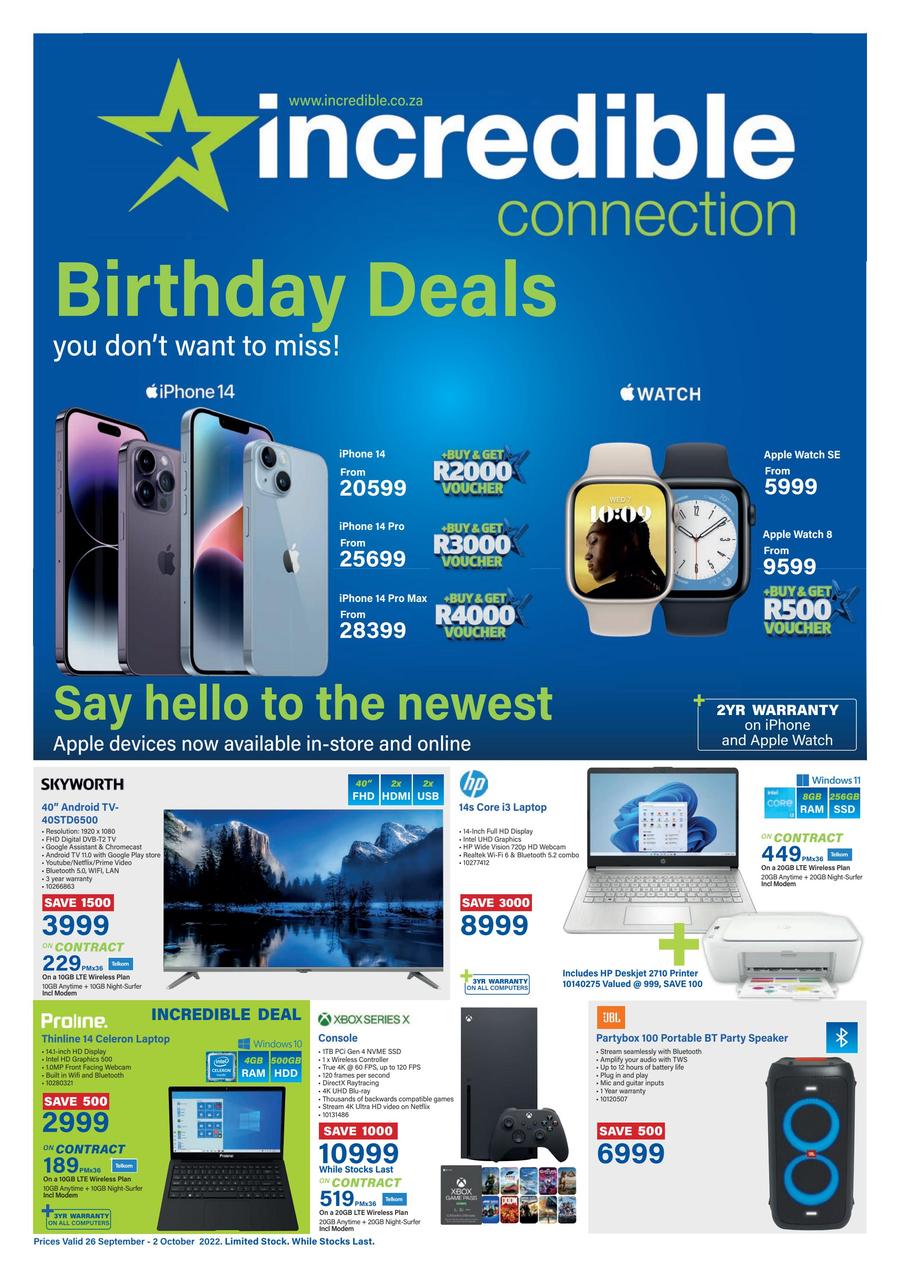 www.incredible.co.za
incredible
connection
Birthday Deals
you don't want to miss!
iPhone 14
WATCH
iPhone 14
From
20599
+BUY & GET
R2000
VOUCHER
iPhone 14 Pro
From
25699
+BUY & GET
R3000
VOUCHER
iPhone 14 Pro Max
From
28399
+BUY & GET
R4000
VOUCHER
WED 7
10:09
Apple Watch SE
From
5999
Apple Watch 8
From
9599
+BUY & GET
R500
VOUCHER
Say hello to the newest
Apple devices now available in-store and online
+
2YR WARRANTY
on iPhone
and Apple Watch
SKYWORTH
40" FHD
2x HDMI
2x USB
40" Android TV-
40STD6500
• Resolution: 1920 x 1080
• FHD Digital DVB-T2 TV
• Google Assistant & Chromecast
• Android TV 11.0 with Google Play store
• Youtube/Netflix/Prime Video
• Bluetooth 5.0, WIFI, LAN
• 3 year warranty
• 10266863
SAVE 1500
3999
ON CONTRACT
229 PMx36 Telkom
On a 10GB LTE Wireless Plan
10GB Anytime + 10GB Night-Surfer
Incl Modem
hp
14s Core i3 Laptop
• 14-Inch Full HD Display
• Intel UHD Graphics
• HP Wide Vision 720p HD Webcam
• Realtek Wi-Fi 6 & Bluetooth 5.2 combo
• 10277412
SAVE 3000
8999
+
3YR WARRANTY
ON ALL COMPUTERS
Windows 11
intel CORE i3
8GB RAM
256GB SSD
ON CONTRACT
449 PMx36 Telkom
On a 20GB LTE Wireless Plan
20GB Anytime + 20GB Night-Surfer
Incl Modem
+
Includes HP Deskjet 2710 Printer
10140275 Valued @ 999, SAVE 100
Proline.
INCREDIBLE DEAL
Thinline 14 Celeron Laptop
• 14.1-inch HD Display
• Intel HD Graphics 500
• 1.0MP Front Facing Webcam
• Built in Wifi and Bluetooth
• 10280321
Windows 10
intel CELERON
4GB RAM
500GB HDD
SAVE 500
2999
ON CONTRACT
189 PMx36 Telkom
On a 10GB LTE Wireless Plan
10GB Anytime + 10GB Night-Surfer
Incl Modem
+
3YR WARRANTY
ON ALL COMPUTERS
Proline
XBOX SERIES X
Console
• 1TB PCi Gen 4 NVME SSD
• 1 x Wireless Controller
• True 4K @ 60 FPS, up to 120 FPS
• 120 frames per second
• DirectX Raytracing
• 4K UHD Blu-ray
• Thousands of backwards compatible games
• Stream 4K Ultra HD video on Netflix
• 10131486
SAVE 1000
10999
While Stocks Last
ON CONTRACT
519 PMx36 Telkom
On a 20GB LTE Wireless Plan
20GB Anytime + 20GB Night-Surfer
Incl Modem
XBOX
GAME PASS
DOOM
JBL
Partybox 100 Portable BT Party Speaker
• Stream seamlessly with Bluetooth
• Amplify your audio with TWS
• Up to 12 hours of battery life
• Plug in and play
• Mic and guitar inputs
• 1 Year warranty
• 10120507
SAVE 500
6999
Prices Valid 26 September - 2 October 2022. Limited Stock. While Stocks Last.